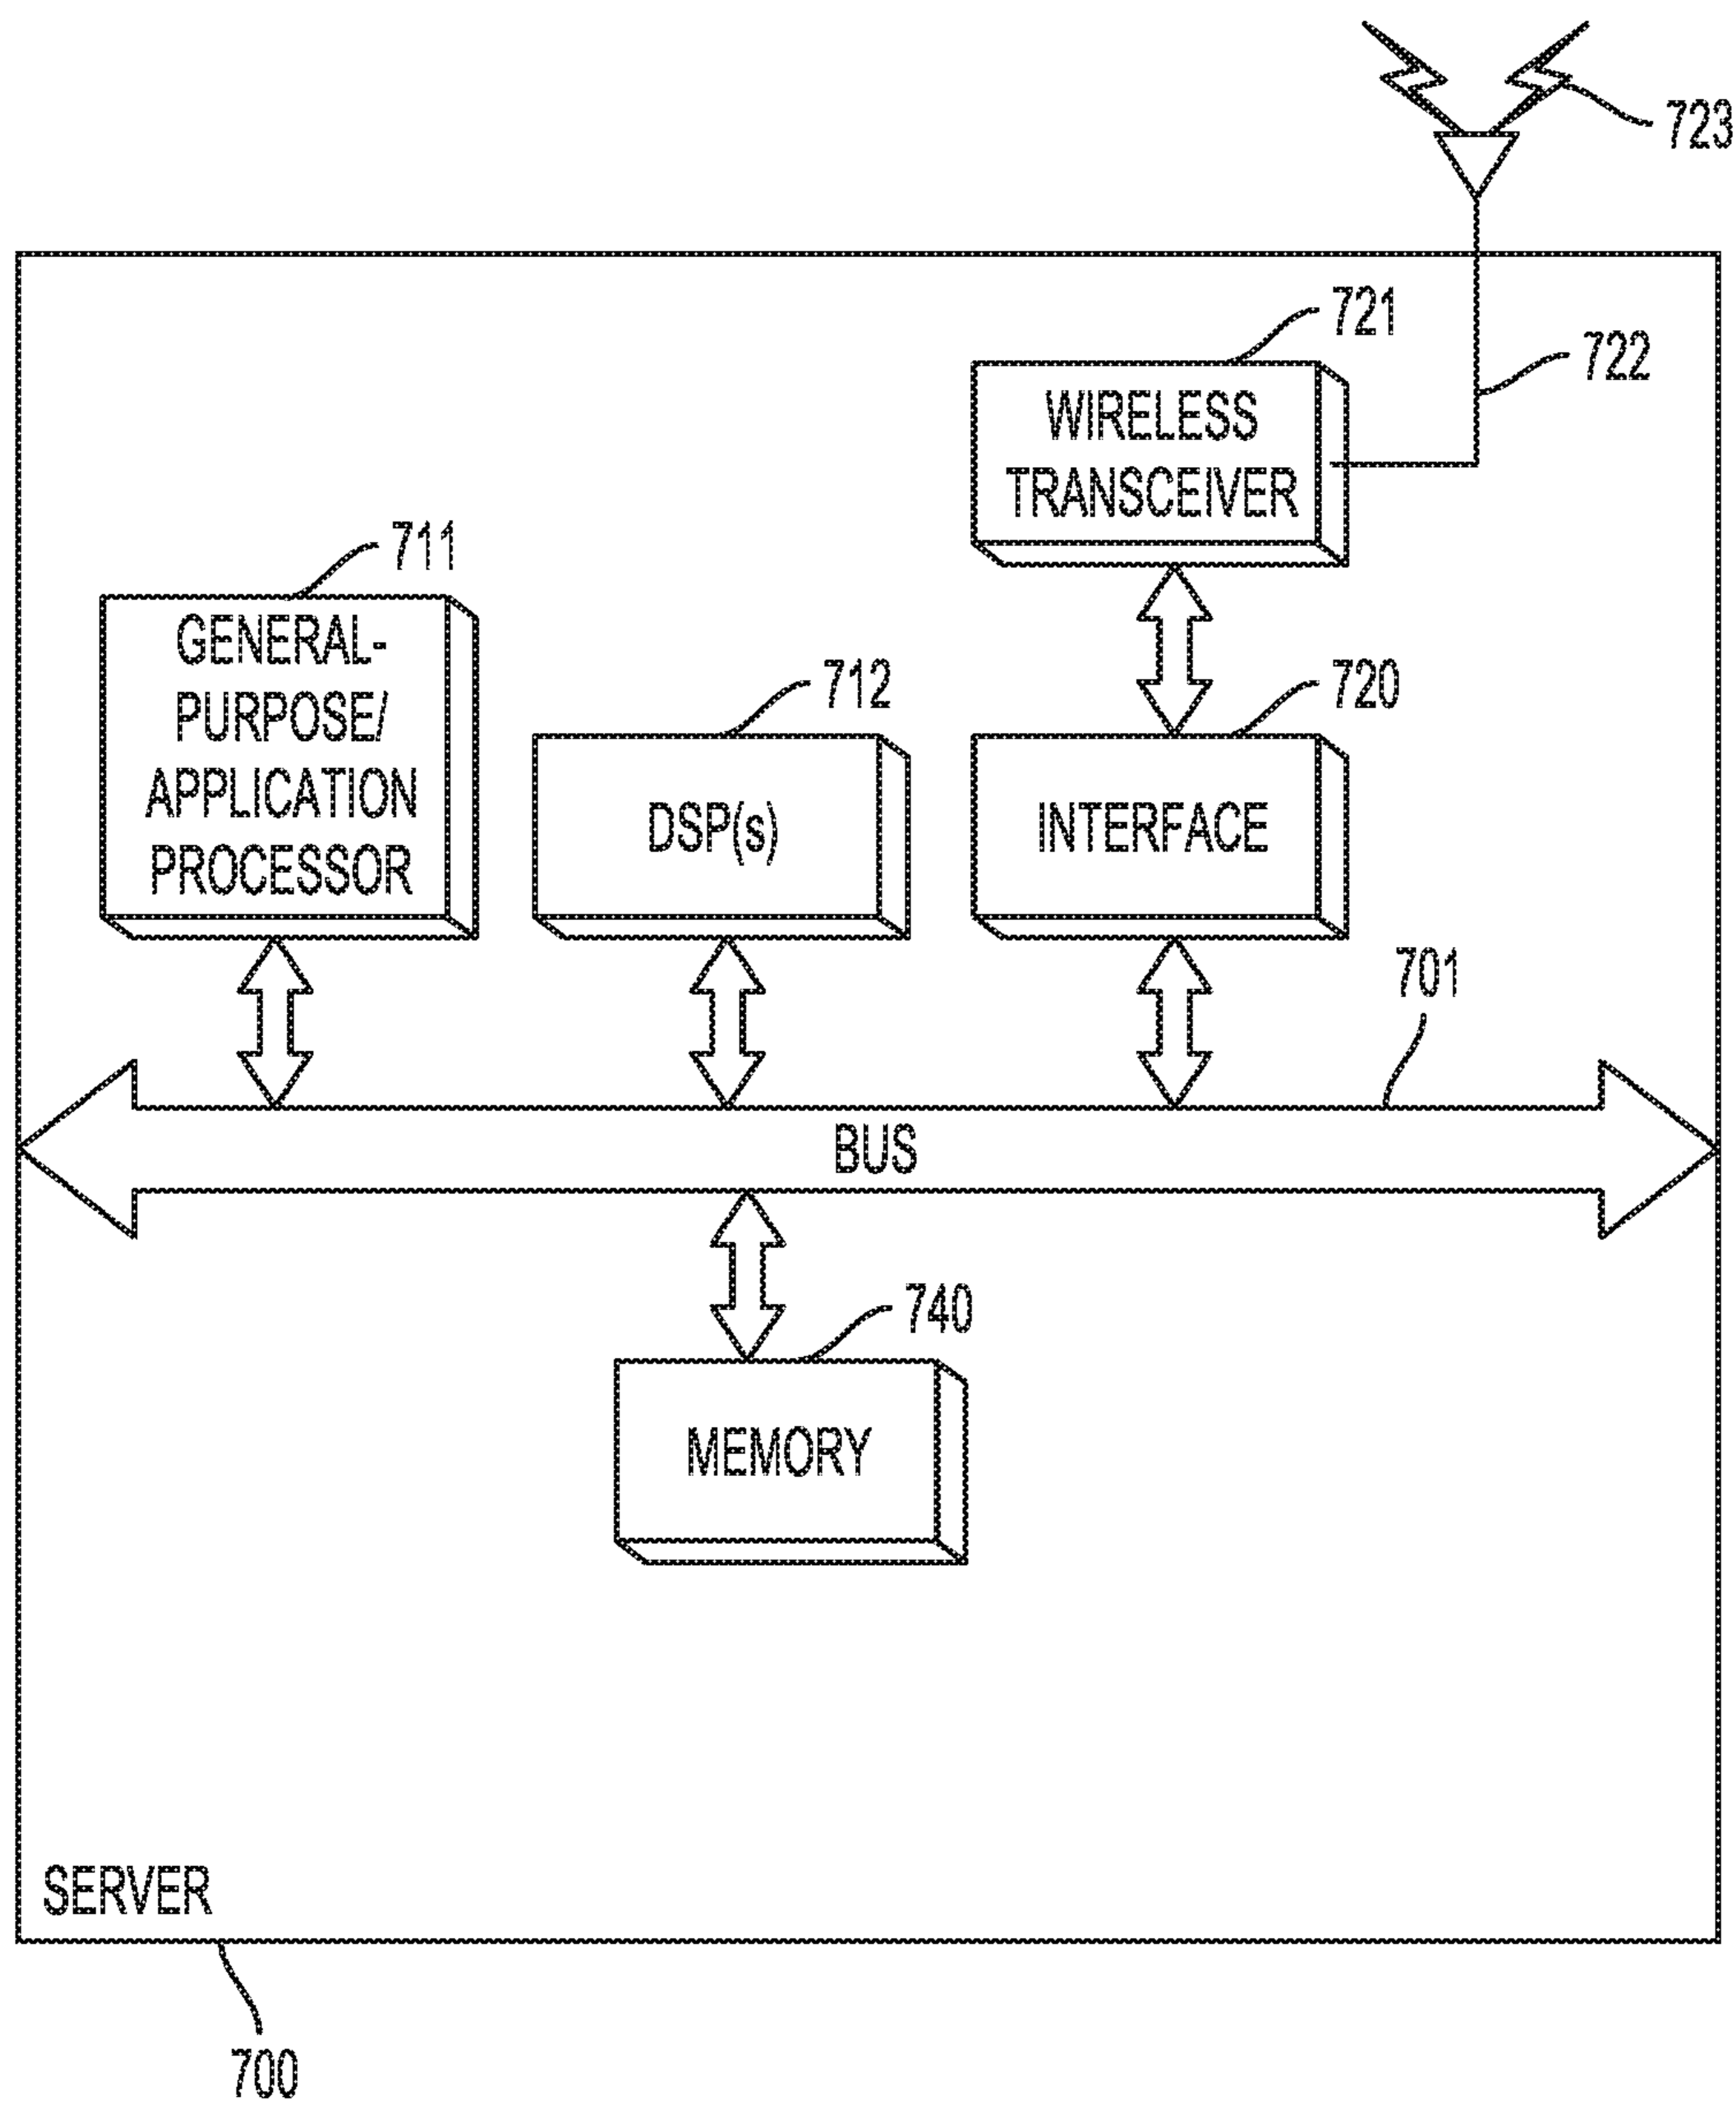 723
721
722
WIRELESS
TRANSCEIVER
711
GENERAL-
PURPOSE/
APPLICATION
PROCESSOR
712
720
DSP(s)
INTERFACE
701
BUS
740
MEMORY
SERVER
700